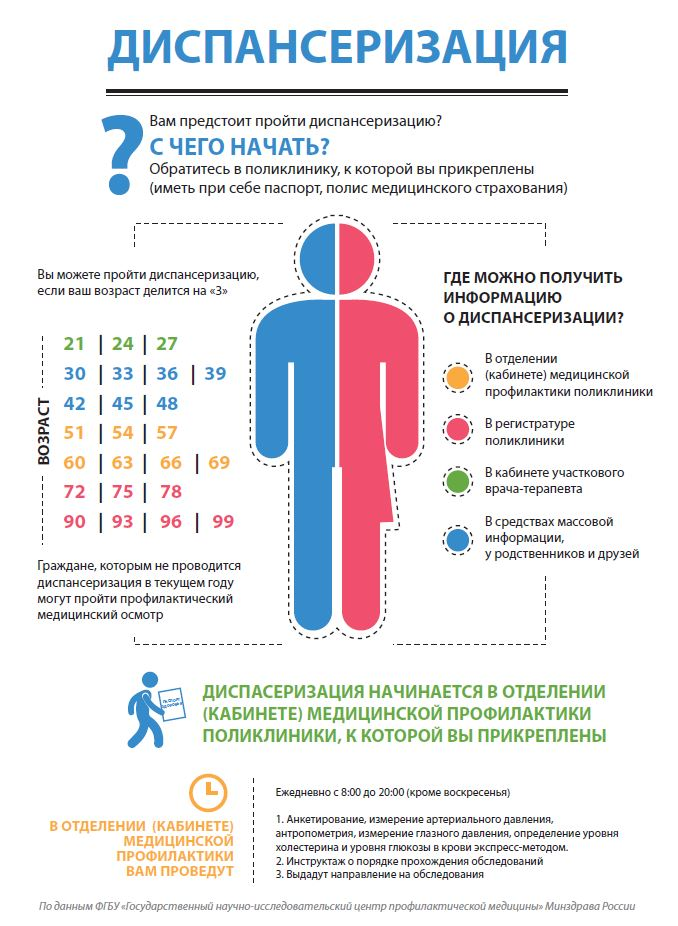 ДИСПАНСЕРИЗАЦИЯ
?
Вам предстоит пройти диспансеризацию?
С ЧЕГО НАЧАТЬ?
Обратитесь в поликлинику, к которой вы прикреплены
(иметь при себе паспорт, полис медицинского страхования)
Вы можете пройти диспансеризацию,
если ваш возраст делится на «3»
ВОЗРАСТ
21 | 24 | 27
30 | 33 | 36 | 39
42 | 45 | 48
51 | 54 | 57
60 | 63 | 66 | 69
72 | 75 | 78
90 | 93 | 96 | 99
Граждане, которым не проводится
диспансеризация в текущем году
могут пройти профилактический
медицинский осмотр
ГДЕ МОЖНО ПОЛУЧИТЬ
ИНФОРМАЦИЮ
О ДИСПАНСЕРИЗАЦИИ?
В отделении
(кабинете) медицинской
профилактики поликлиники
В регистратуре
поликлиники
В кабинете участкового
врача-терапевта
В средствах массовой
информации,
у родственников и друзей
ПАСПОРТ
ЗДОРОВЬЯ
ДИСПАСЕРИЗАЦИЯ НАЧИНАЕТСЯ В ОТДЕЛЕНИИ
(КАБИНЕТЕ) МЕДИЦИНСКОЙ ПРОФИЛАКТИКИ
ПОЛИКЛИНИКИ, К КОТОРОЙ ВЫ ПРИКРЕПЛЕНЫ
В ОТДЕЛЕНИИ (КАБИНЕТЕ)
МЕДИЦИНСКОЙ
ПРОФИЛАКТИКИ
ВАМ ПРОВЕДУТ
Ежедневно с 8:00 до 20:00 (кроме воскресенья)
1. Анкетирование, измерение артериального давления,
антропометрия, измерение глазного давления, определение уровня
холестерина и уровня глюкозы в крови экспресс-методом.
2. Инструктаж о порядке прохождения обследований
3. Выдадут направление на обследования
По данным ФГБУ «Государственный научно-исследовательский центр профилактической медицины» Минздрава России